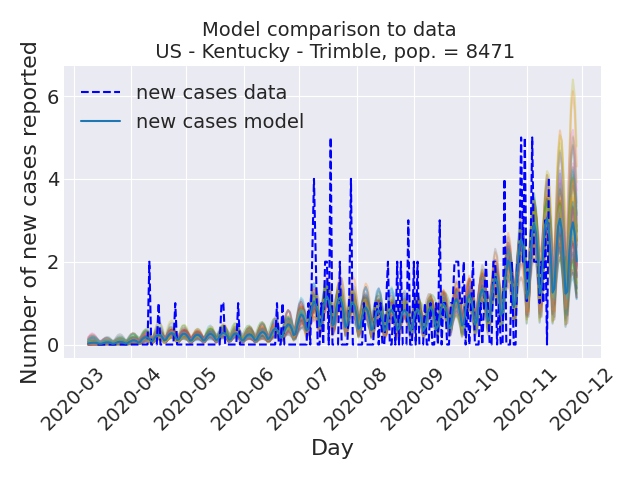 Model comparison to data
US - Kentucky - Trimble, pop. = 8471
Number of new cases reported
6
4
2
0
new cases data
new cases model
2020-03
2020-04
2020-05
2020-06
2020-07
2020-08
2020-09
2020-10
2020-11
2020-12
Day